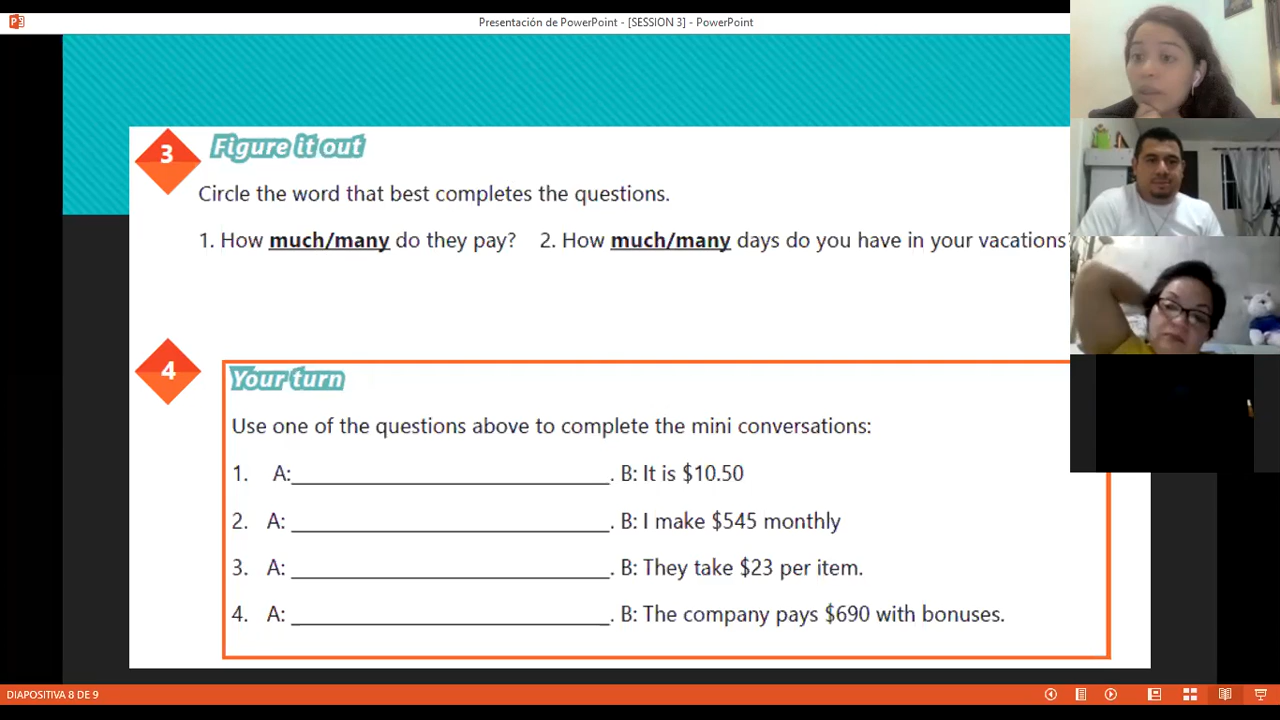 Presentación de PowerPoint - [SESSION 3] - PowerPoint
3 Figure it out
Circle the word that best completes the questions.
1. How much/many do they pay? 2. How much/many days do you have in your vacations?
4 Your turn
Use one of the questions above to complete the mini conversations:
1. A:______________________________. B: It is $10.50
2. A: ______________________________. B: I make $545 monthly
3. A: ______________________________. B: They take $23 per item.
4. A: ______________________________. B: The company pays $690 with bonuses.
DIAPOSITIVA 8 DE 9